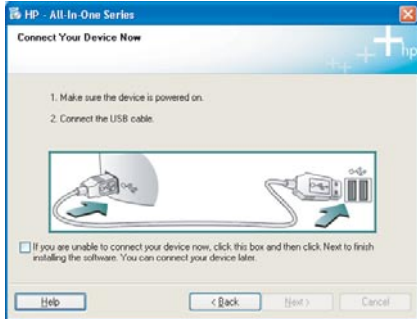 HP - All-In-One Series
Connect Your Device Now
hp
1. Make sure the device is powered on.
2. Connect the USB cable.
If you are unable to connect your device now, click this box and then click Next to finish
installing the software. You can connect your device later.
Help
< Back
Next >
Cancel